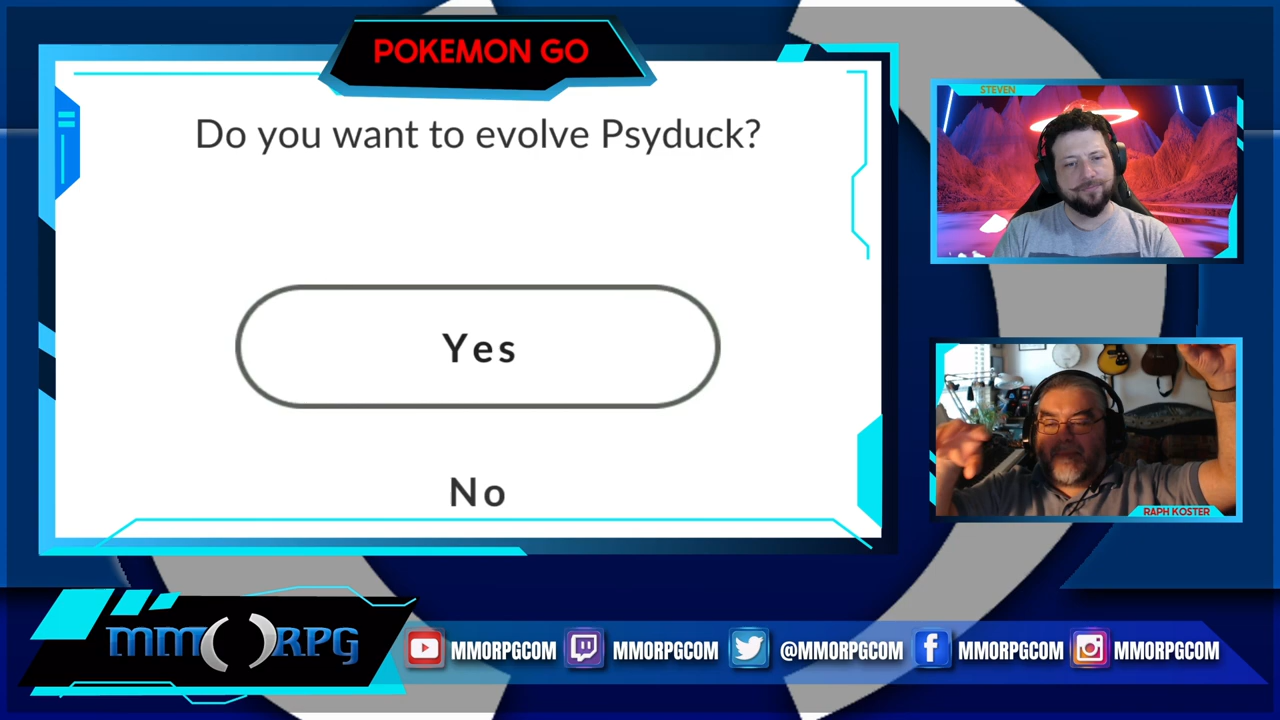 POKEMON GO
Do you want to evolve Psyduck?
Yes
No
STEVEN
RAPH KOSTER
MMORPG
MMORPGCOM
MMORPGCOM
@MMORPGCOM
MMORPGCOM
MMORPGCOM